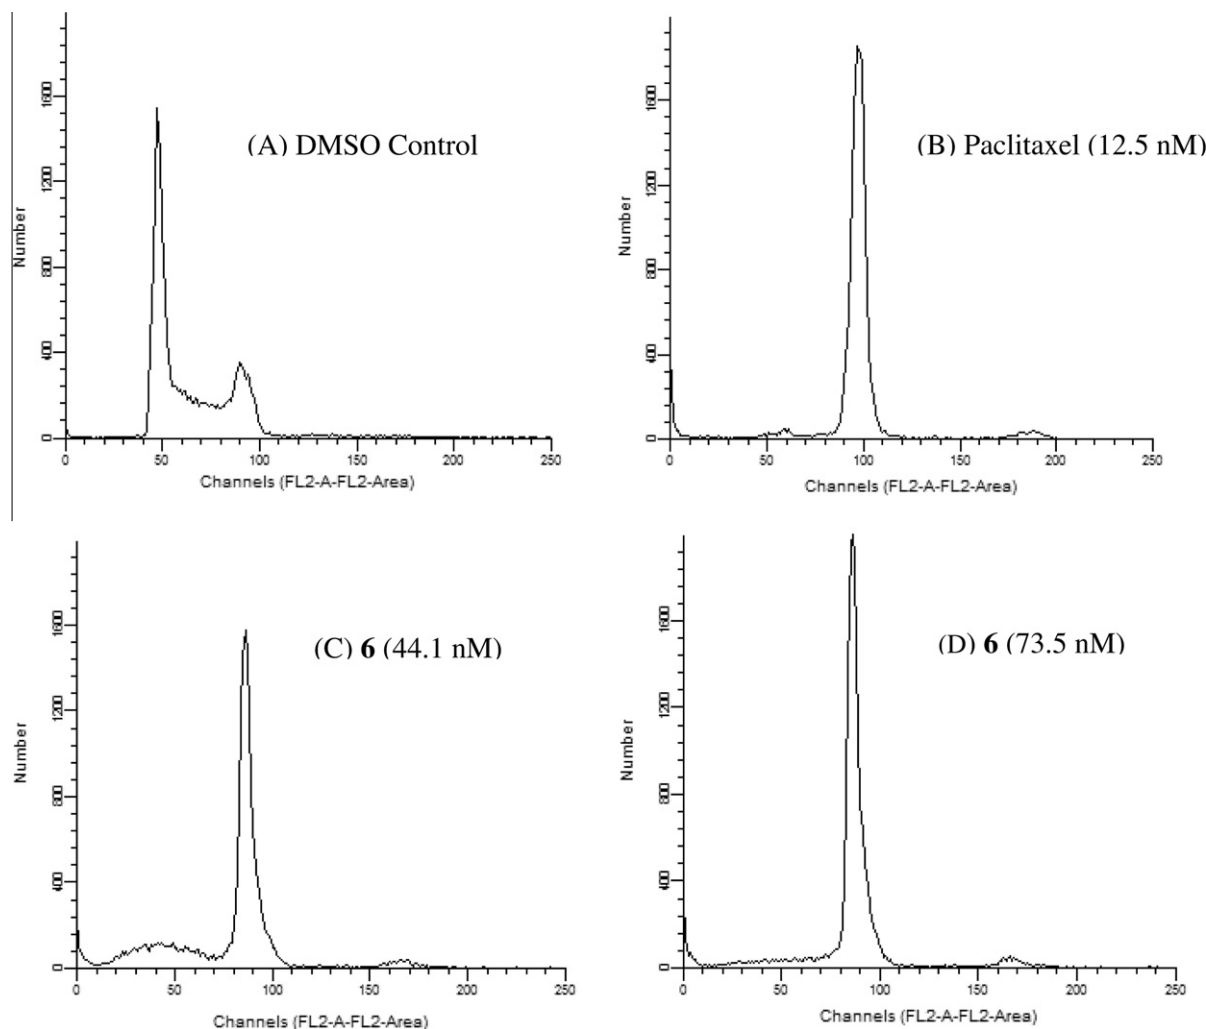 (A) DMSO Control
1600
1200
800
400
0
Number
0 50 100 150 200 250
Channels (FL2-A-FL2-Area)
(B) Paclitaxel (12.5 nM)
1600
1200
800
400
0
Number
0 50 100 150 200 250
Channels (FL2-A-FL2-Area)
(C) 6 (44.1 nM)
1600
1200
800
400
0
Number
0 50 100 150 200 250
Channels (FL2-A-FL2-Area)
(D) 6 (73.5 nM)
1600
1200
800
400
0
Number
0 50 100 150 200 250
Channels (FL2-A-FL2-Area)